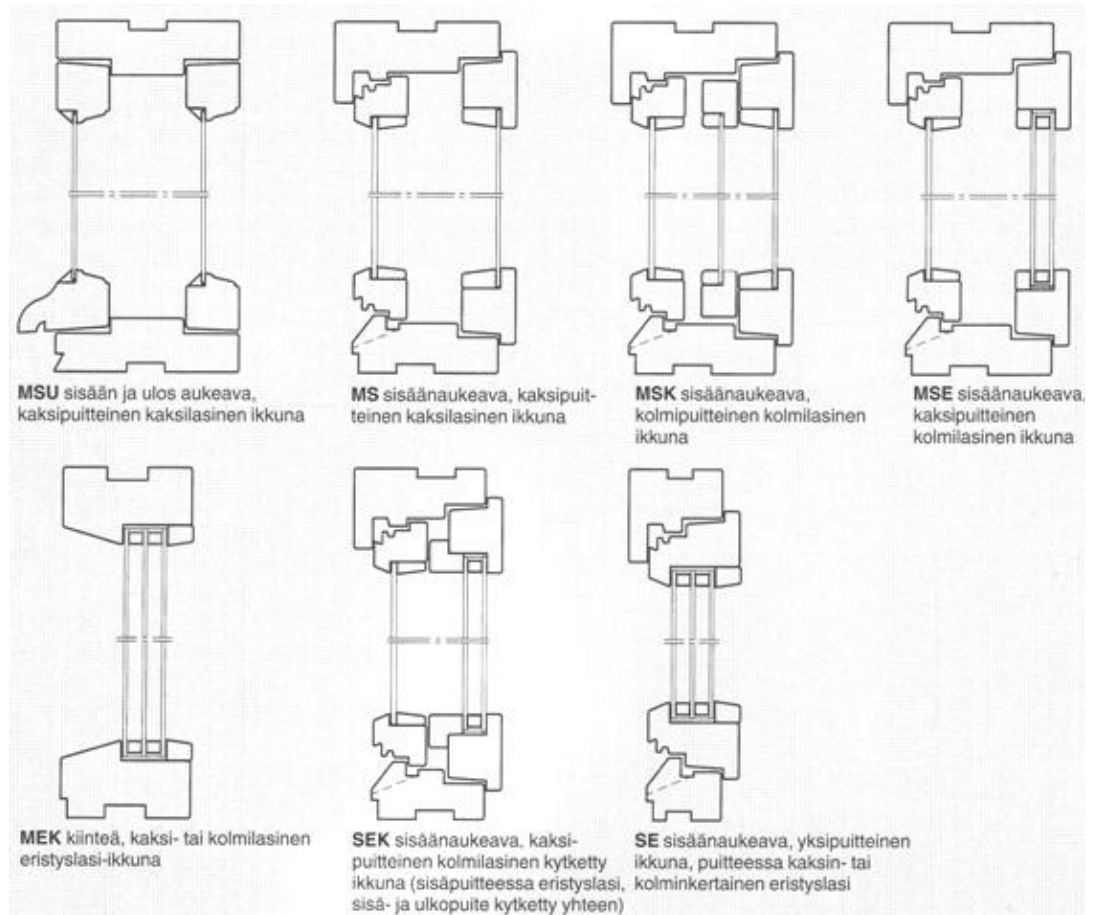 MSU sisään ja ulos aukeava,
kaksipuitteinen kaksilasinen ikkuna
MS sisäänaukeava, kaksipuit-
teinen kaksilasinen ikkuna
MSK sisäänaukeava,
kolmipuitteinen kolmilasinen
ikkuna
MSE sisäänaukeava,
kaksipuitteinen
kolmilasinen ikkuna
MEK kiinteä, kaksi- tai kolmilasinen
eristyslasi-ikkuna
SEK sisäänaukeava, kaksi-
puitteinen kolmilasinen kytketty
ikkuna (sisäpuitteessa eristyslasi,
sisä- ja ulkopuite kytketty yhteen)
SE sisäänaukeava, yksipuitteinen
ikkuna, puitteessa kaksin- tai
kolminkertainen eristyslasi